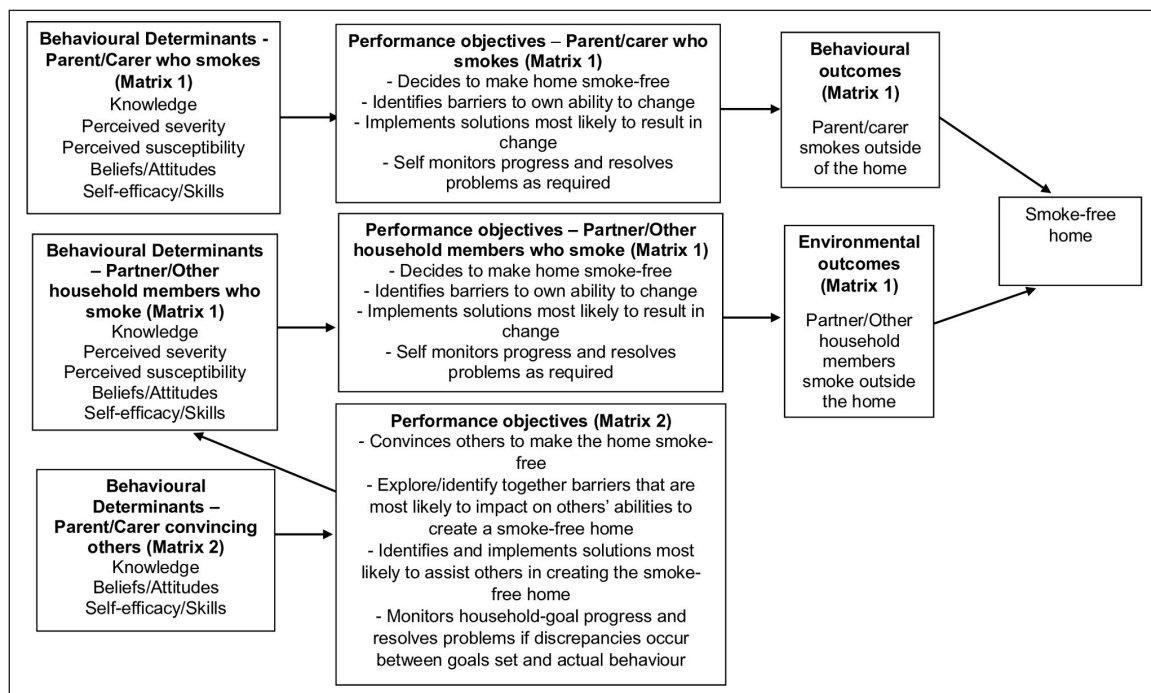 Behavioural Determinants -
Parent/Carer who smokes
(Matrix 1)
Knowledge
Perceived severity
Perceived susceptibility
Beliefs/Attitudes
Self-efficacy/Skills
Performance objectives – Parent/carer who
smokes (Matrix 1)
- Decides to make home smoke-free
- Identifies barriers to own ability to change
- Implements solutions most likely to result in
change
- Self monitors progress and resolves
problems as required
Behavioural
outcomes
(Matrix 1)
Parent/carer
smokes outside
of the home
Smoke-free
home
Behavioural Determinants
– Partner/Other
household members who
smoke (Matrix 1)
Knowledge
Perceived severity
Perceived susceptibility
Beliefs/Attitudes
Self-efficacy/Skills
Performance objectives – Partner/Other
household members who smoke (Matrix 1)
- Decides to make home smoke-free
- Identifies barriers to own ability to change
- Implements solutions most likely to result in
change
- Self monitors progress and resolves
problems as required
Environmental
outcomes
(Matrix 1)
Partner/Other
household
members
smoke outside
the home
Behavioural
Determinants –
Parent/Carer convincing
others (Matrix 2)
Knowledge
Beliefs/Attitudes
Self-efficacy/Skills
Performance objectives (Matrix 2)
- Convinces others to make the home smoke-
free
- Explore/identify together barriers that are
most likely to impact on others’ abilities to
create a smoke-free home
- Identifies and implements solutions most
likely to assist others in creating the smoke-
free home
- Monitors household-goal progress and
resolves problems if discrepancies occur
between goals set and actual behaviour